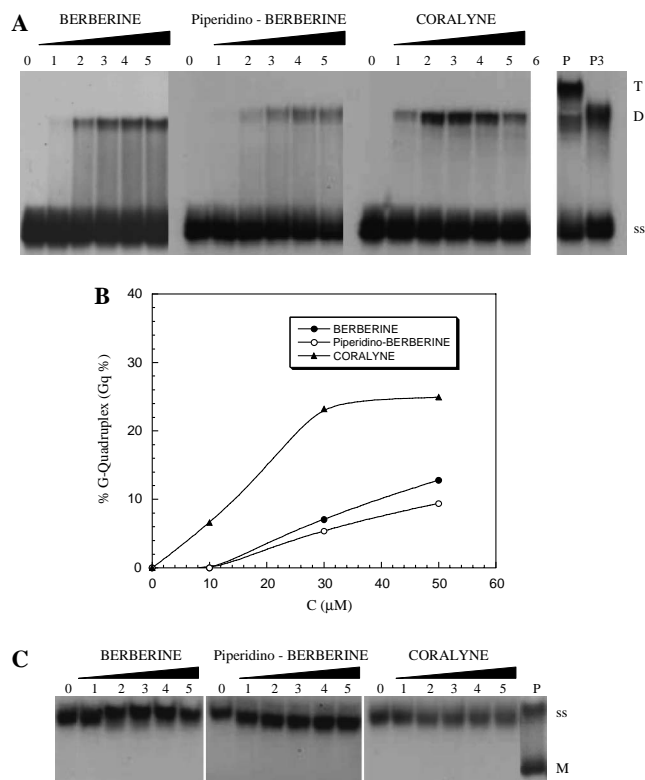 A
BERBERINE
Piperidino - BERBERINE
CORALYNE
0 1 2 3 4 5 0 1 2 3 4 5 0 1 2 3 4 5 6 P P3
T
D
ss
B
40
30
20
10
0
% G-Quadruplex (Gq %)
BERBERINE
Piperidino-BERBERINE
CORALYNE
0 10 20 30 40 50 60
C (μM)
C
BERBERINE
Piperidino - BERBERINE
CORALYNE
0 1 2 3 4 5 0 1 2 3 4 5 0 1 2 3 4 5 P
ss
M